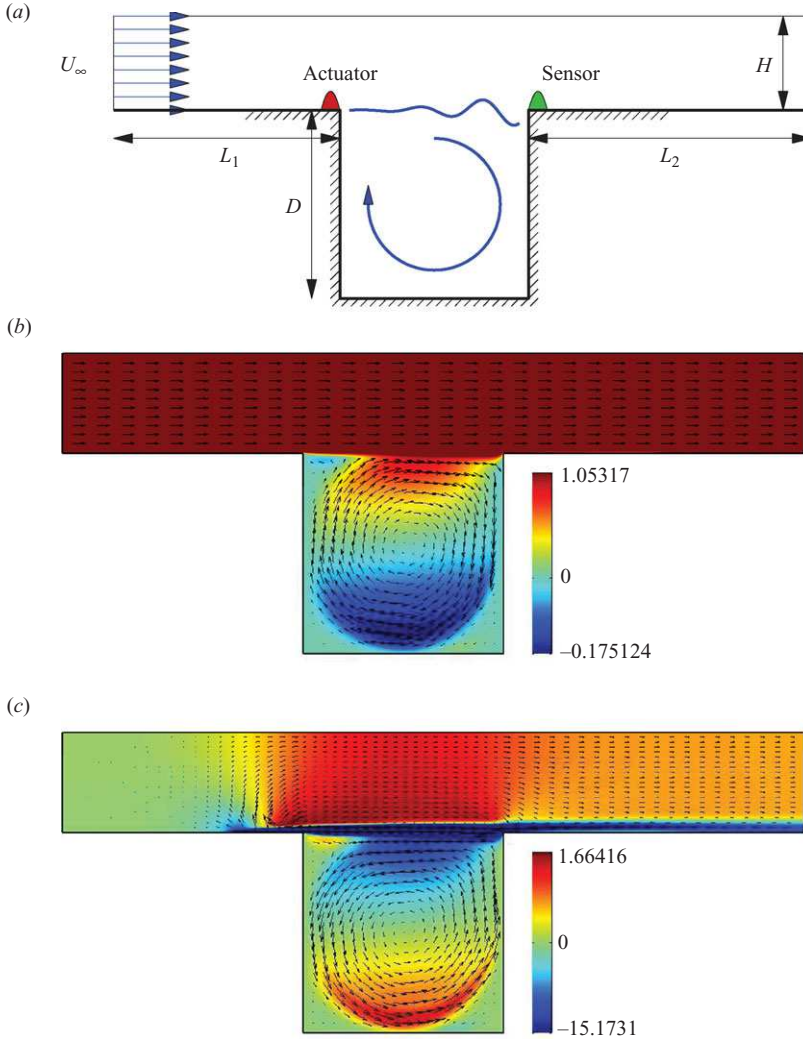 (a)
U∞
Actuator
Sensor
H
L1
L2
D
(b)
1.05317
0
–0.175124
(c)
1.66416
0
–15.1731